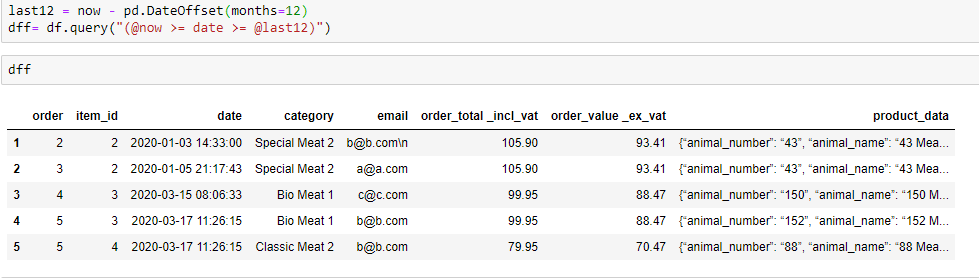 last12 = now - pd.DateOffset(months=12)
dff= df.query("(@now >= date >= @last12)")
dff
order item_id date category email order_total _incl_vat order_value _ex_vat product_data
1 2 2 2020-01-03 14:33:00 Special Meat 2 b@b.com\n 105.90 93.41 {“animal_number”: “43”, “animal_name”: “43 Mea...
2 3 2 2020-01-05 21:17:43 Special Meat 2 a@a.com 105.90 93.41 {“animal_number”: “43”, “animal_name”: “43 Mea...
3 4 3 2020-03-15 08:06:33 Bio Meat 1 c@c.com 99.95 88.47 {“animal_number”: “150”, “animal_name”: “150 M...
4 5 3 2020-03-17 11:26:15 Bio Meat 1 b@b.com 99.95 88.47 {“animal_number”: “152”, “animal_name”: “152 M...
5 5 4 2020-03-17 11:26:15 Classic Meat 2 b@b.com 79.95 70.47 {“animal_number”: “88”, “animal_name”: “88 Mea...